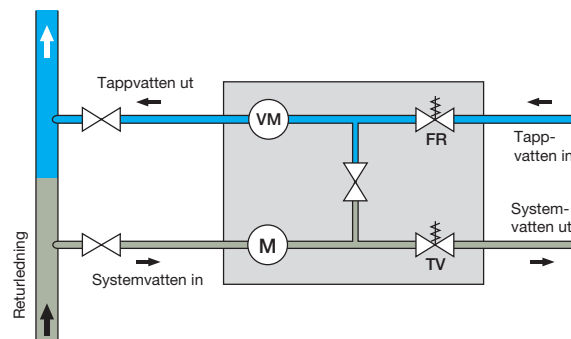 Tappvatten ut
VM
FR
Tapp-
vatten in
System-
vatten ut
M
TV
Systemvatten in
Returledning